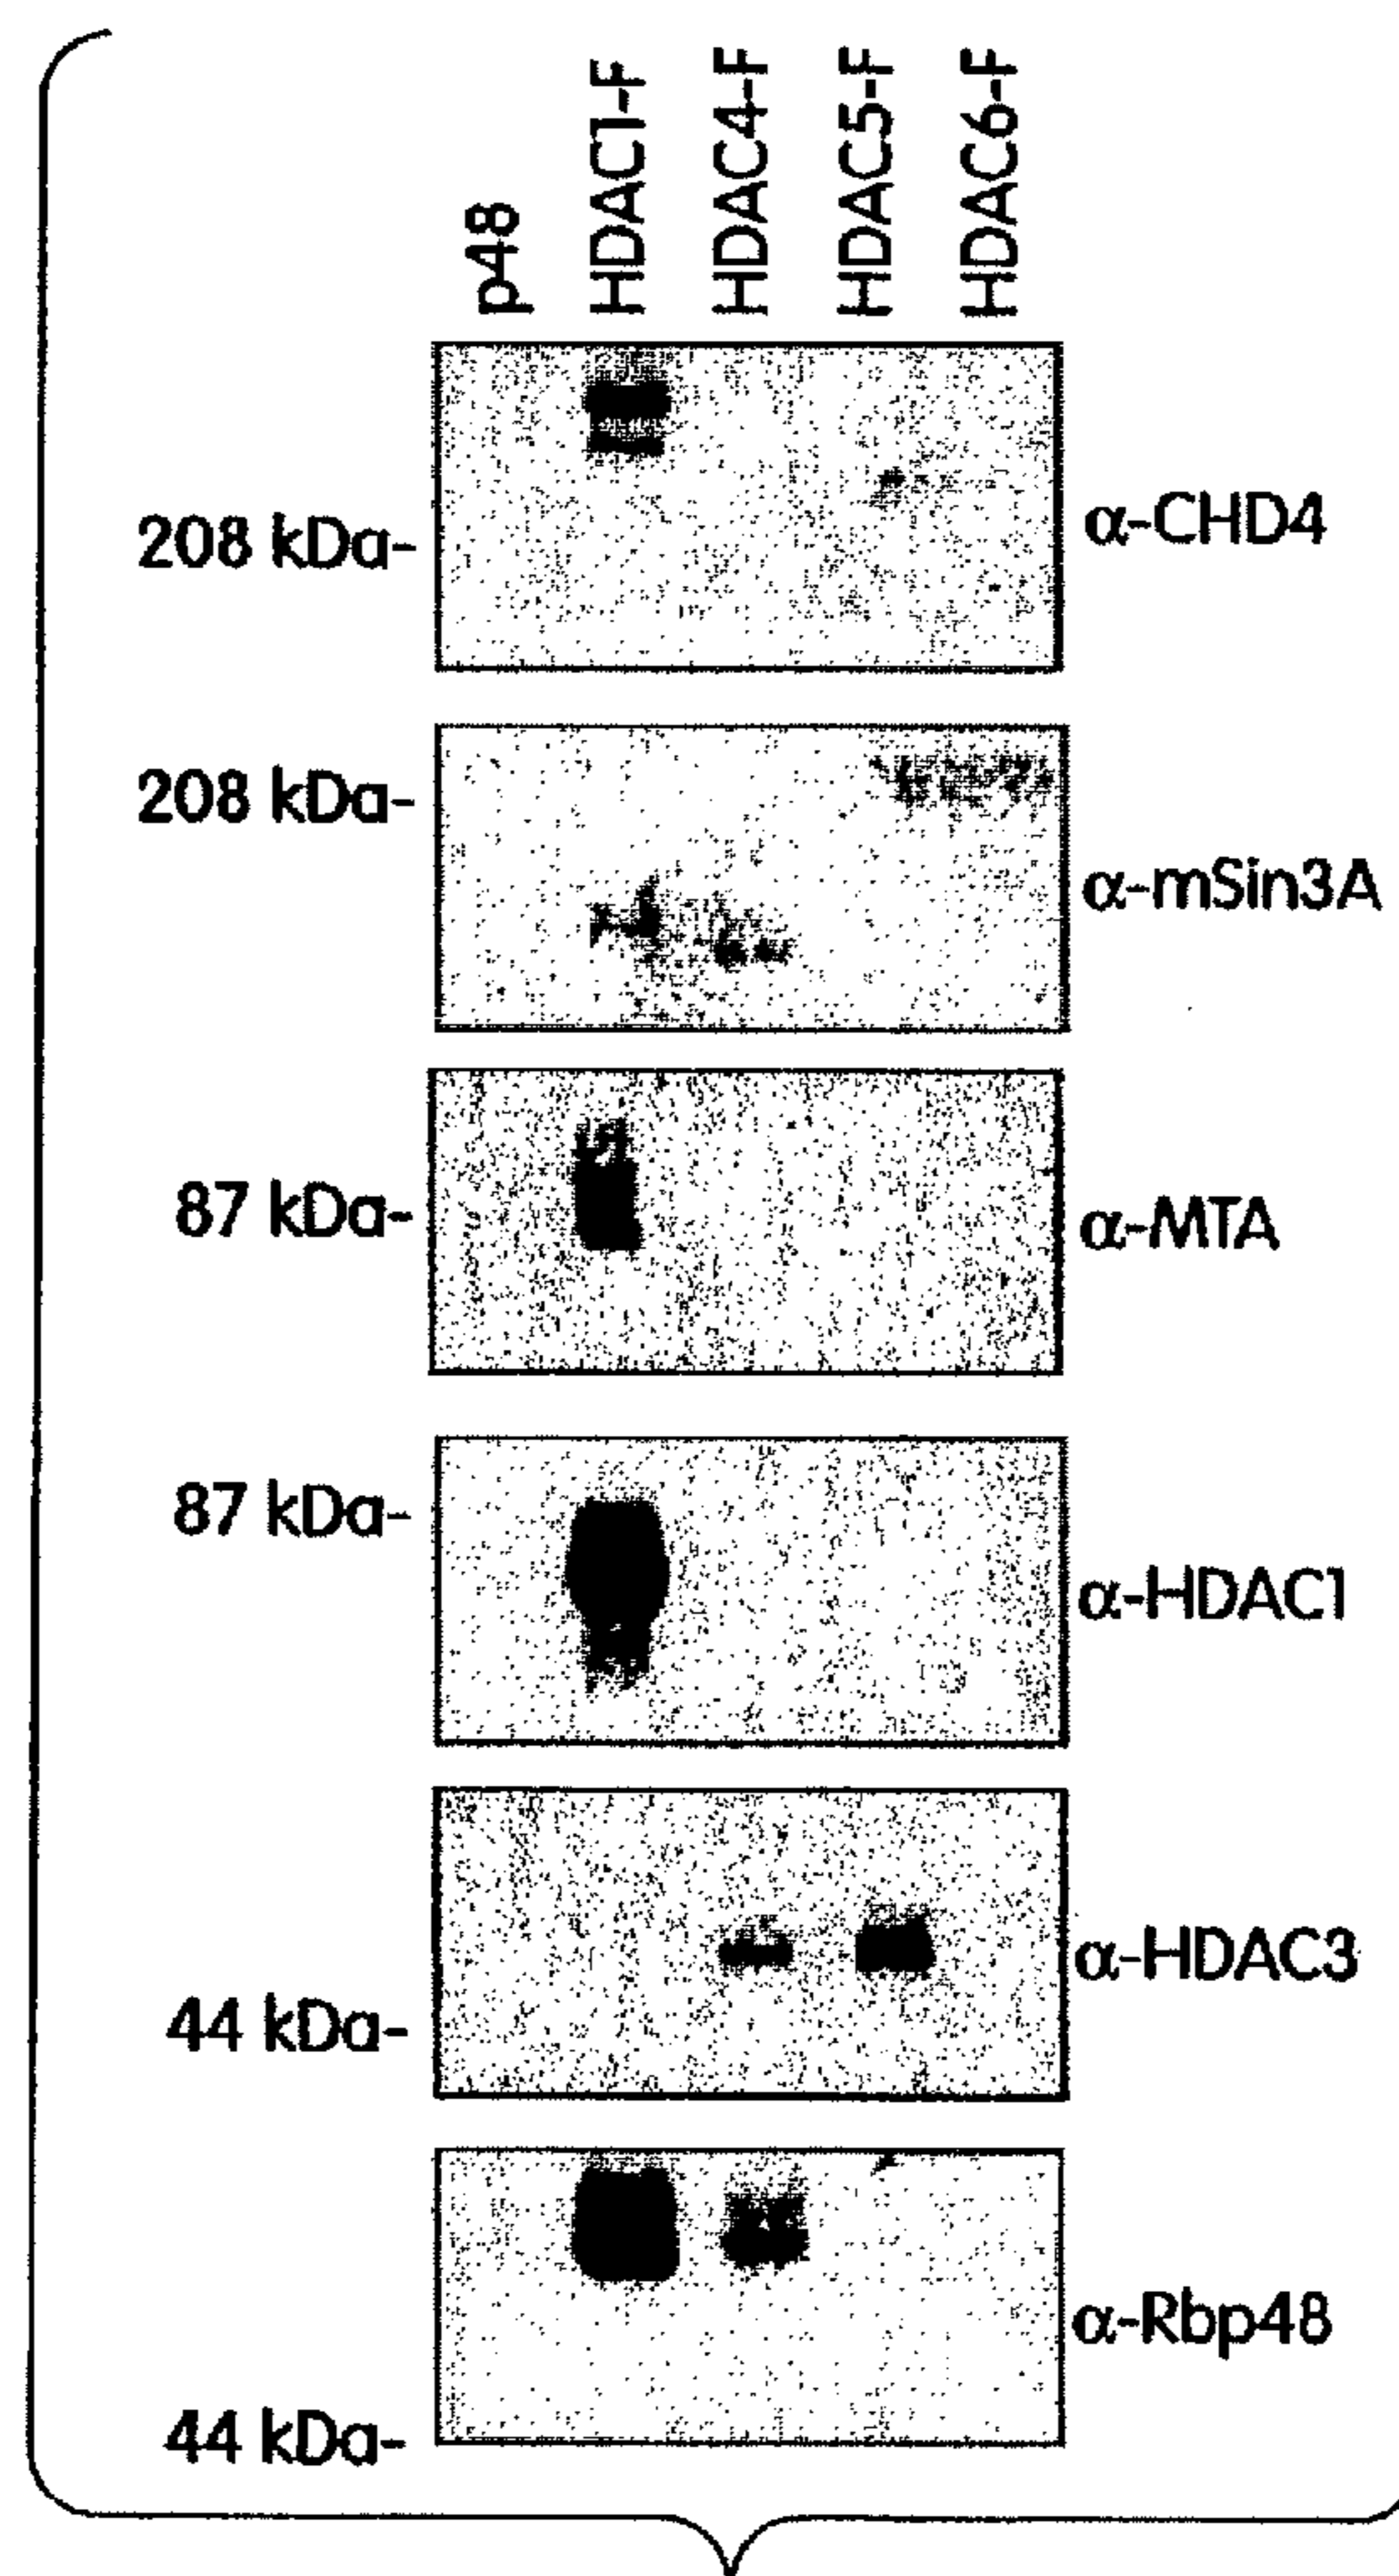 p48
HDAC1-F
HDAC4-F
HDAC5-F
HDAC6-F
208 kDa-
α-CHD4
208 kDa-
α-mSin3A
87 kDa-
α-MTA
87 kDa-
α-HDAC1
α-HDAC3
44 kDa-
α-Rbp48
44 kDa-